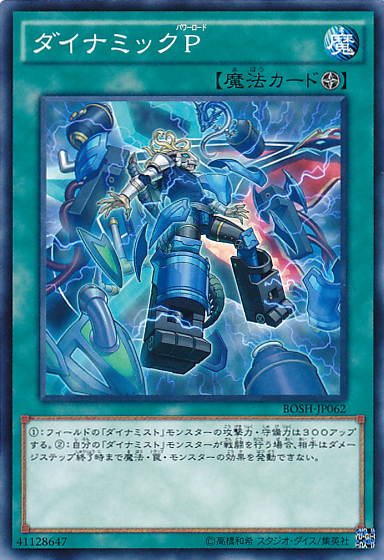 パワーロード
ダイナミックP
魔
【魔法カード】
BOSH-JP062
①:フィールドの「ダイナミスト」モンスターの攻撃力・守備力は300アップ
する。②:自分の「ダイナミスト」モンスターが戦闘を行う場合、相手はダメー
ジステップ終了時まで魔法・罠・モンスターの効果を発動できない。
41128647
©高橋和希 スタジオ・ダイス/集英社